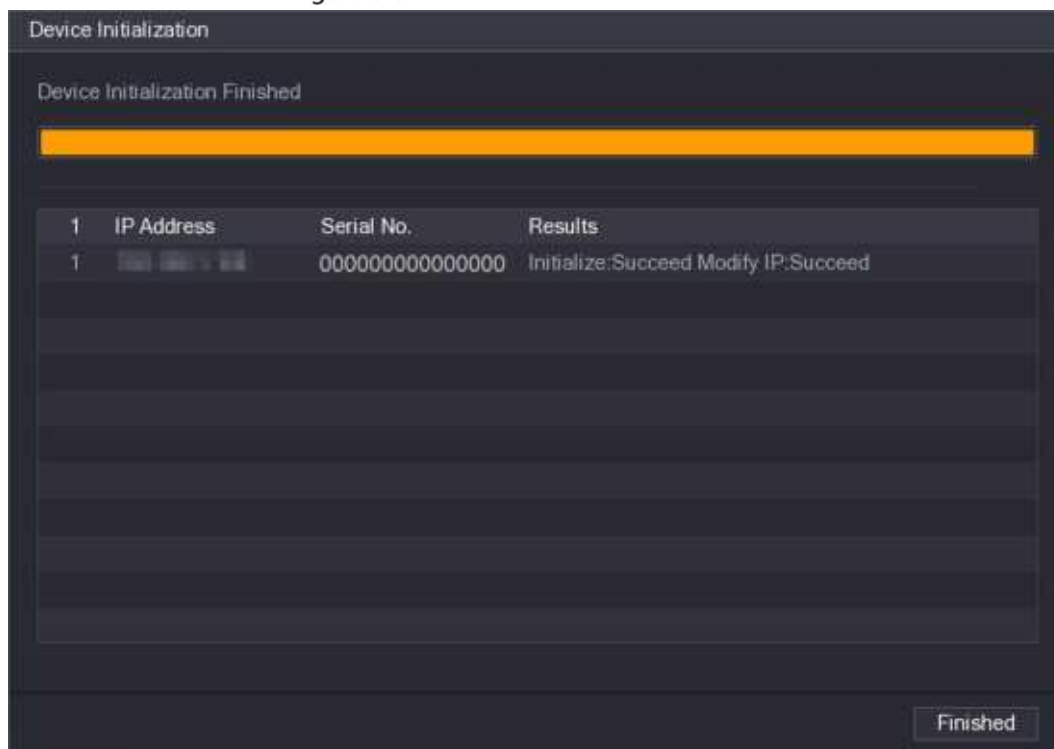 Device Initialization
Device Initialization Finished
1 IP Address Serial No. Results
1 000000000000000 Initialize:Succeed Modify IP:Succeed
Finished